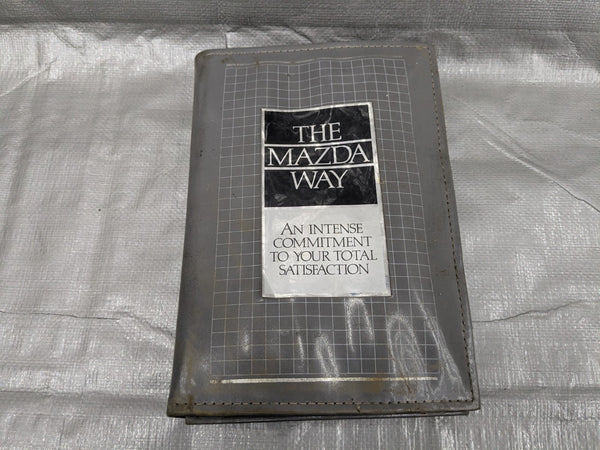 THE
MAZDA
WAY
AN INTENSE
COMMITMENT
TO YOUR TOTAL
SATISFACTION